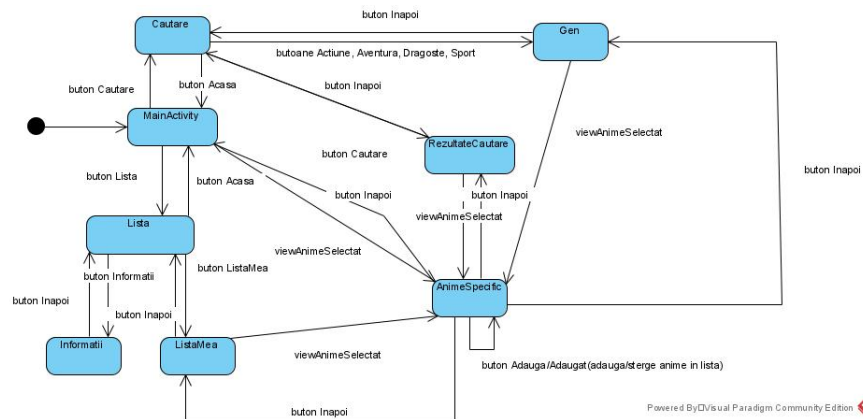 buton Inapoi
Cautare
Gen
butoane Actiune, Aventura, Dragoste, Sport
buton Cautare
buton Acasa
buton Inapoi
MainActivity
RezultateCautare
viewAnimeSelectat
buton Cautare
buton Inapoi
buton Lista
buton Acasa
buton Inapoi
buton Inapoi
viewAnimeSelectat
Lista
viewAnimeSelectat
buton ListaMea
buton Informatii
AnimeSpecific
buton Inapoi
buton Inapoi
Informatii
ListaMea
viewAnimeSelectat
buton Adauga/Adaugat(adauga/sterge anime in lista)
buton Inapoi
Powered By Visual Paradigm Community Edition